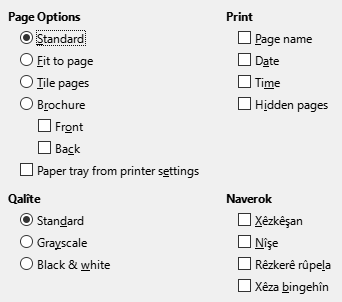 Page Options
Standard
Fit to page
Tile pages
Brochure
Front
Back
Paper tray from printer settings
Print
Page name
Date
Time
Hidden pages
Qalîte
Standard
Grayscale
Black & white
Naverok
Xêzkêşan
Nîşe
Rêzkerê rûpela
Xêza bingehîn